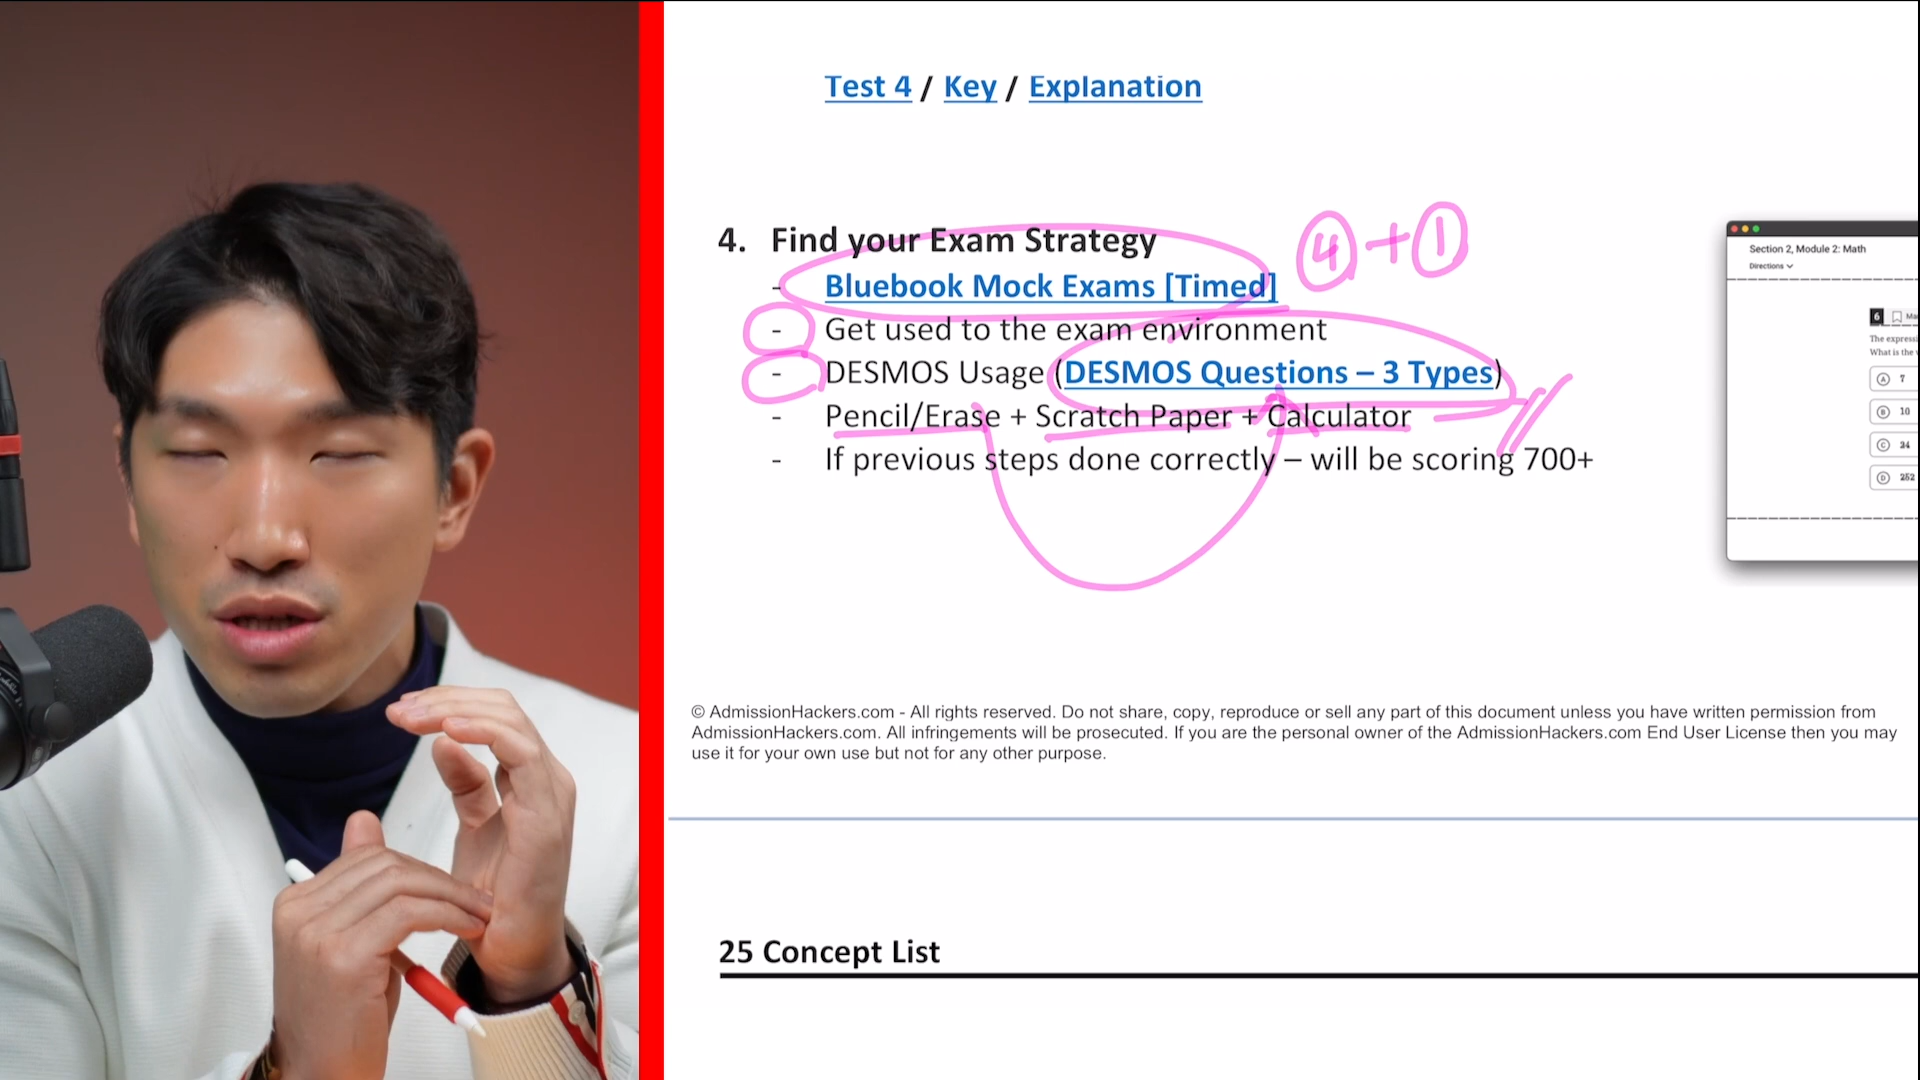 Test 4 / Key / Explanation
4. Find your Exam Strategy
④+①
- Bluebook Mock Exams [Timed]
- Get used to the exam environment
- DESMOS Usage (DESMOS Questions – 3 Types)
- Pencil/Erase + Scratch Paper + Calculator
- If previous steps done correctly – will be scoring 700+
Section 2, Module 2: Math
Directions
6
What is the
A 7
B 10
C 24
D 252
© AdmissionHackers.com - All rights reserved. Do not share, copy, reproduce or sell any part of this document unless you have written permission from
AdmissionHackers.com. All infringements will be prosecuted. If you are the personal owner of the AdmissionHackers.com End User License then you may
use it for your own use but not for any other purpose.
25 Concept List